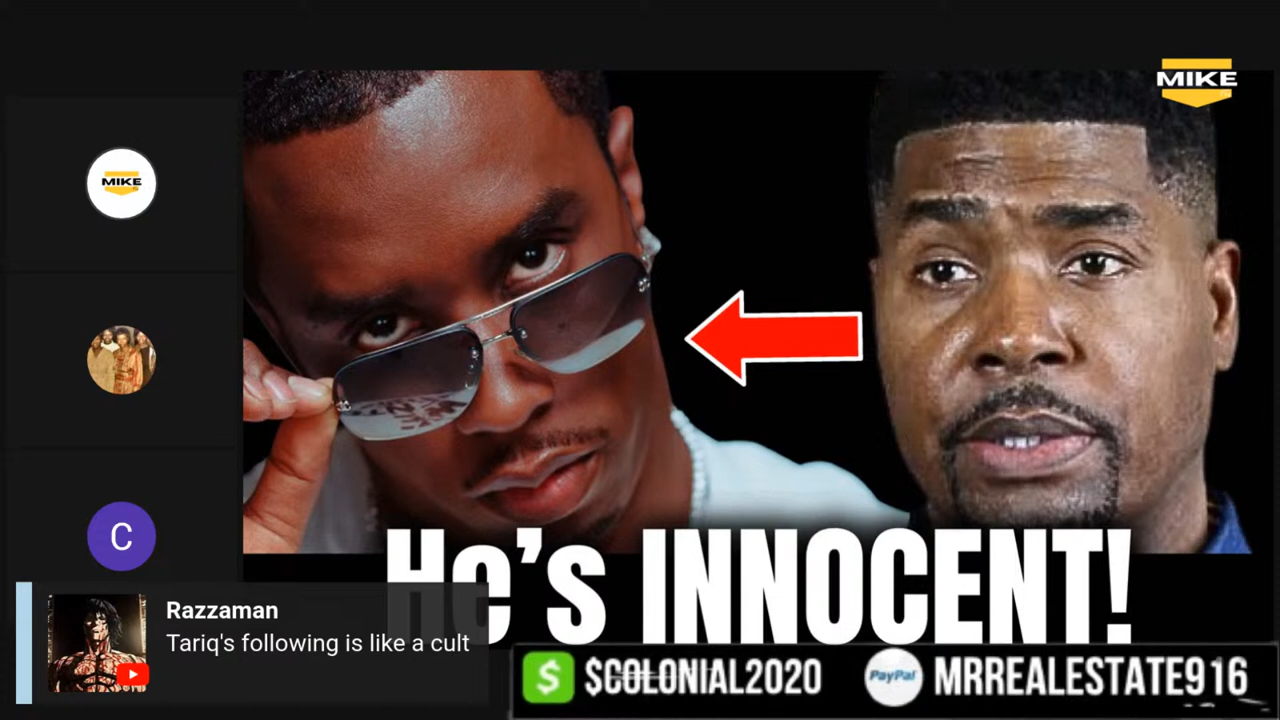 MIKE
MIKE
He's INNOCENT!
C
Razzaman
Tariq's following is like a cult
$ $COLONIAL2020
PayPal MRREALESTATE916